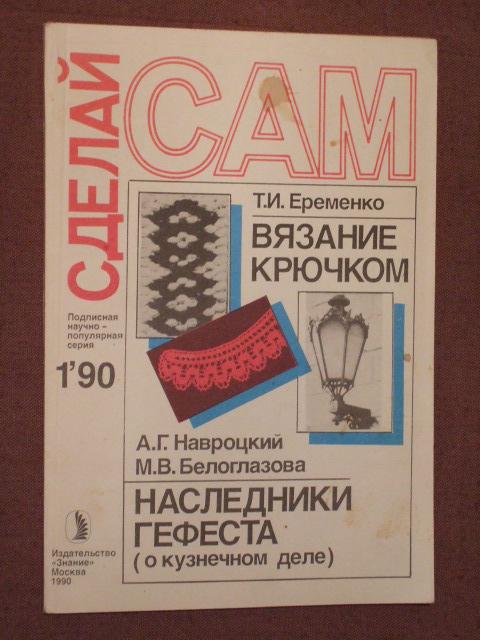 СДЕЛАЙ
САМ
Т.И. Еременко
ВЯЗАНИЕ
КРЮЧКОМ
Подписная
научно –
популярная
серия
1'90
А.Г. Навроцкий
М.В. Белоглазова
НАСЛЕДНИКИ
ГЕФЕСТА
(о кузнечном деле)
Издательство
«Знание»
Москва
1990